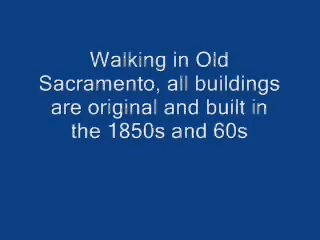 Walking in Old
Sacramento, all buildings
are original and built in
the 1850s and 60s